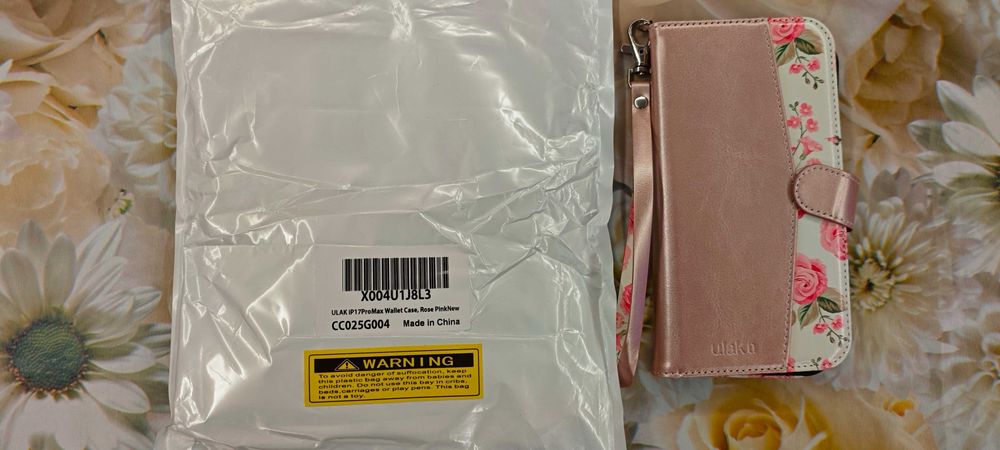 X004U1J8L3
ULAK iP17ProMax Wallet Case, Rose PinkNew
CC025G004 Made in China
WARNING
To avoid danger of suffocation, keep
this plastic bag away from babies and
children. Do not use this bay in cribs,
beds,carriages or play pens. This bag
is not a toy.
ulak